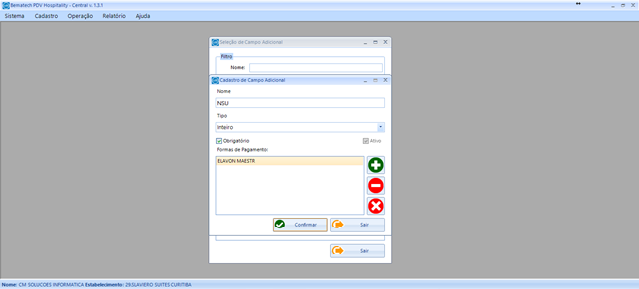 Bematech PDV Hospitality - Central v. 1.3.1
Sistema Cadastro Operação Relatório Ajuda
Seleção de Campo Adicional
Filtro
Nome:
Cadastro de Campo Adicional
Nome
NSU
Tipo
Inteiro
Obrigatório Ativo
Formas de Pagamento:
ELAVON MAESTR
Confirmar Sair
Sair
Nome: CM SOLUCOES INFORMATICA Estabelecimento: 29.SLAVIERO SUITES CURITIBA